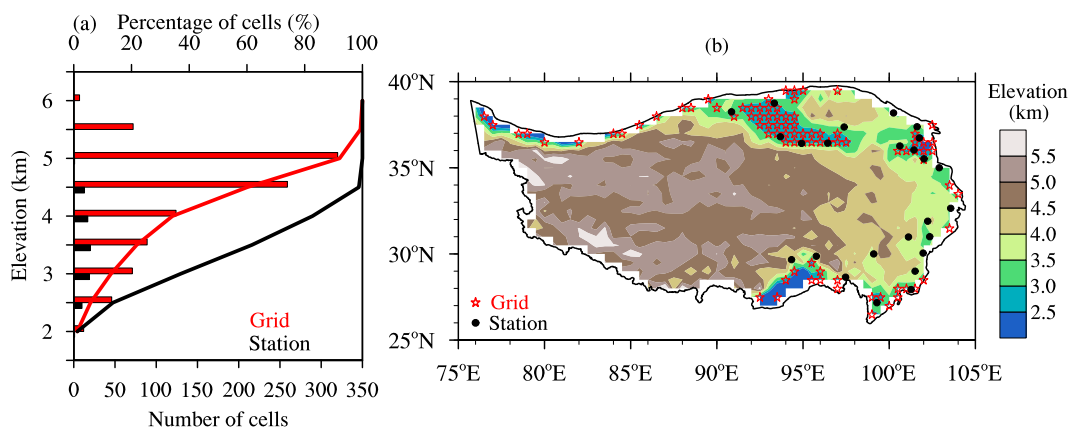 (a) Percentage of cells (%)
0 20 40 60 80 100
6
5
4
3
2
Elevation (km)
Grid
Station
0 50 100 150 200 250 300 350
Number of cells
(b)
40°N
35°N
30°N
25°N
Grid
Station
75°E 80°E 85°E 90°E 95°E 100°E 105°E
Elevation
(km)
5.5
5.0
4.5
4.0
3.5
3.0
2.5